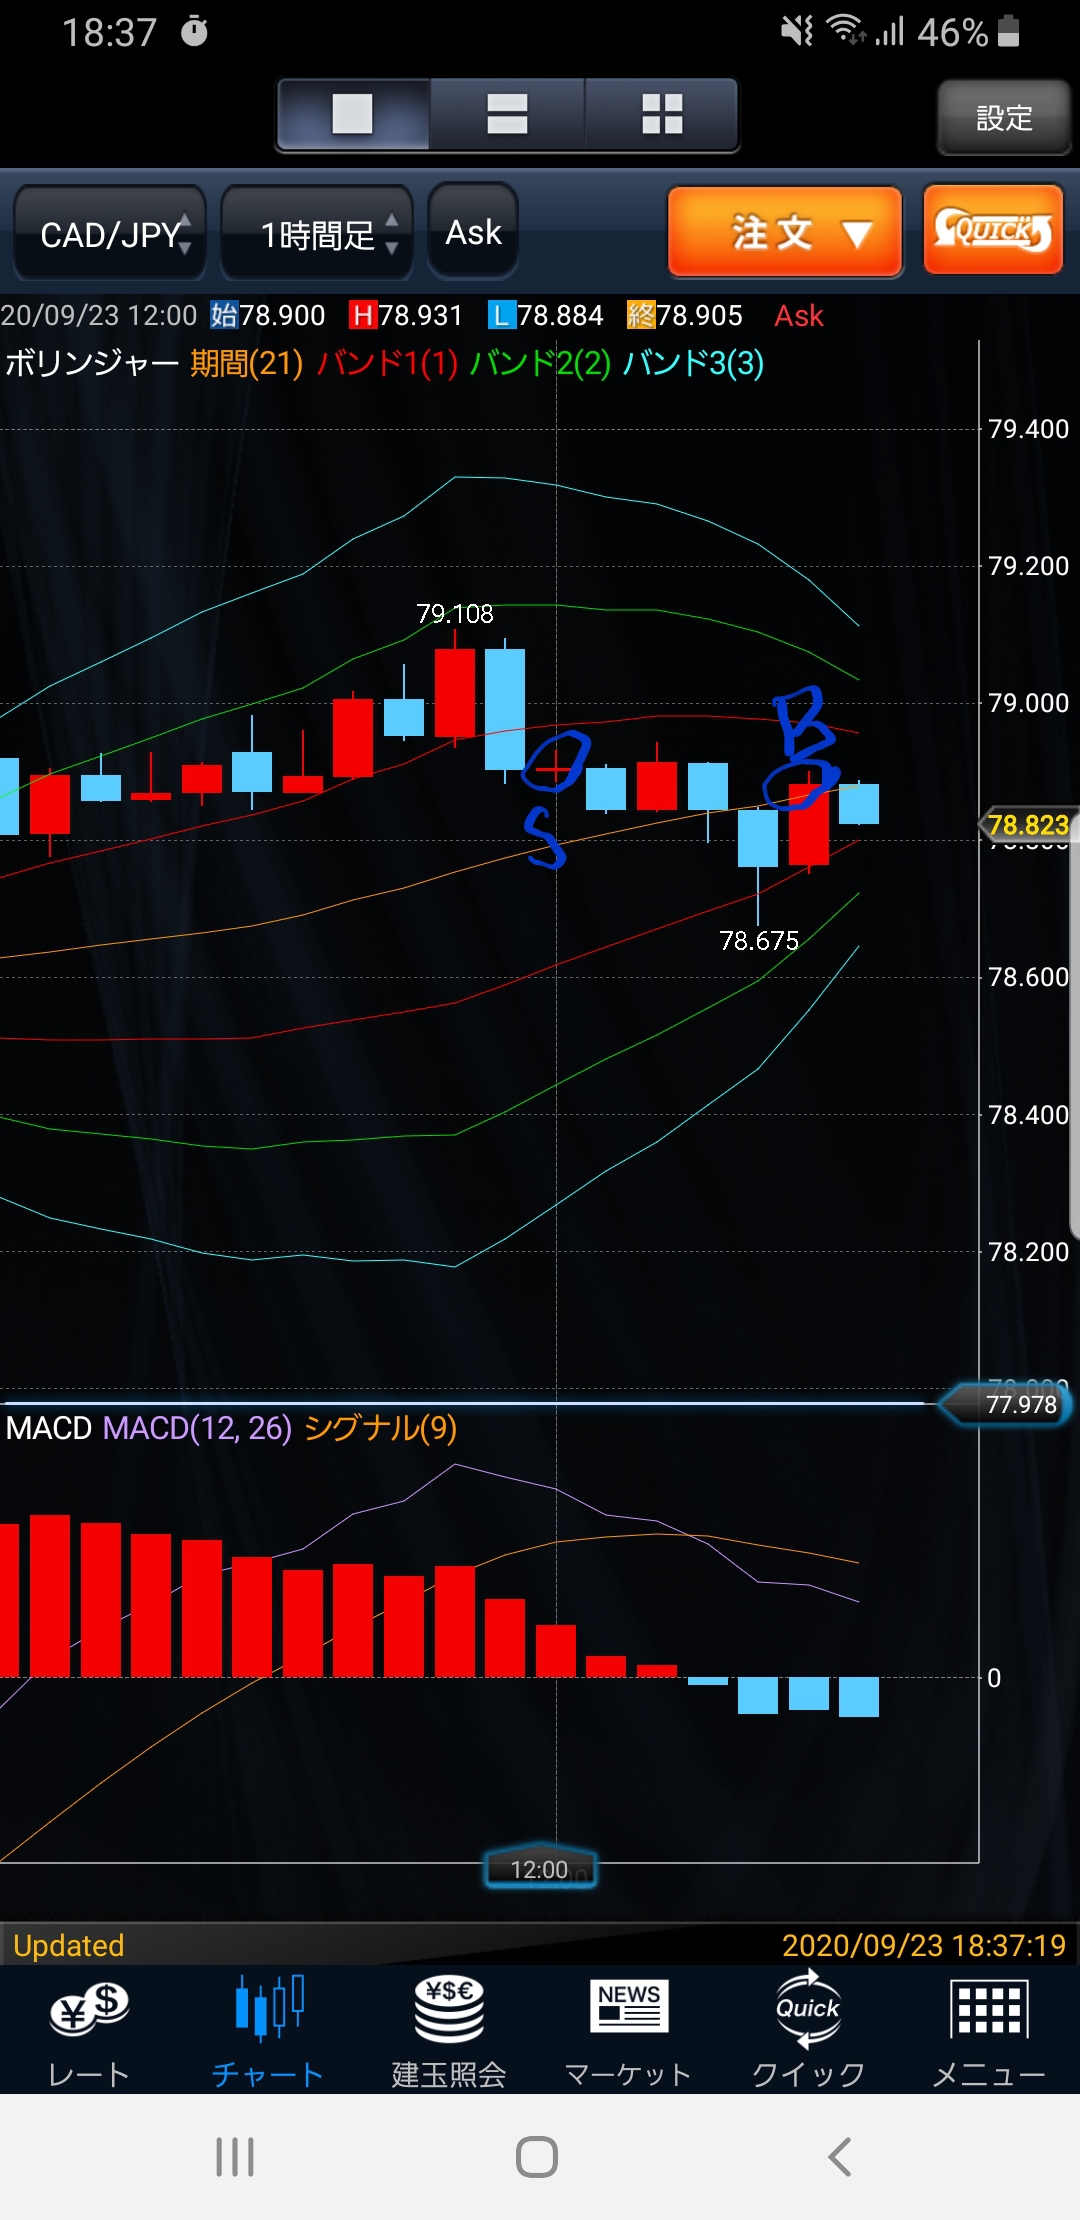 18:37 46%
設定
CAD/JPY 1時間足 Ask 注文 ▼ QUICK
20/09/23 12:00 始78.900 H78.931 L78.884 終78.905 Ask
ボリンジャー 期間(21) バンド1(1) バンド2(2) バンド3(3)
79.400
79.200
79.108
79.000
B
S
78.823
78.675
78.600
78.400
78.200
77.978
MACD MACD(12, 26) シグナル(9)
0
12:00
Updated 2020/09/23 18:37:19
¥$ ¥$€ NEWS Quick
レート チャート 建玉照会 マーケット クイック メニュー